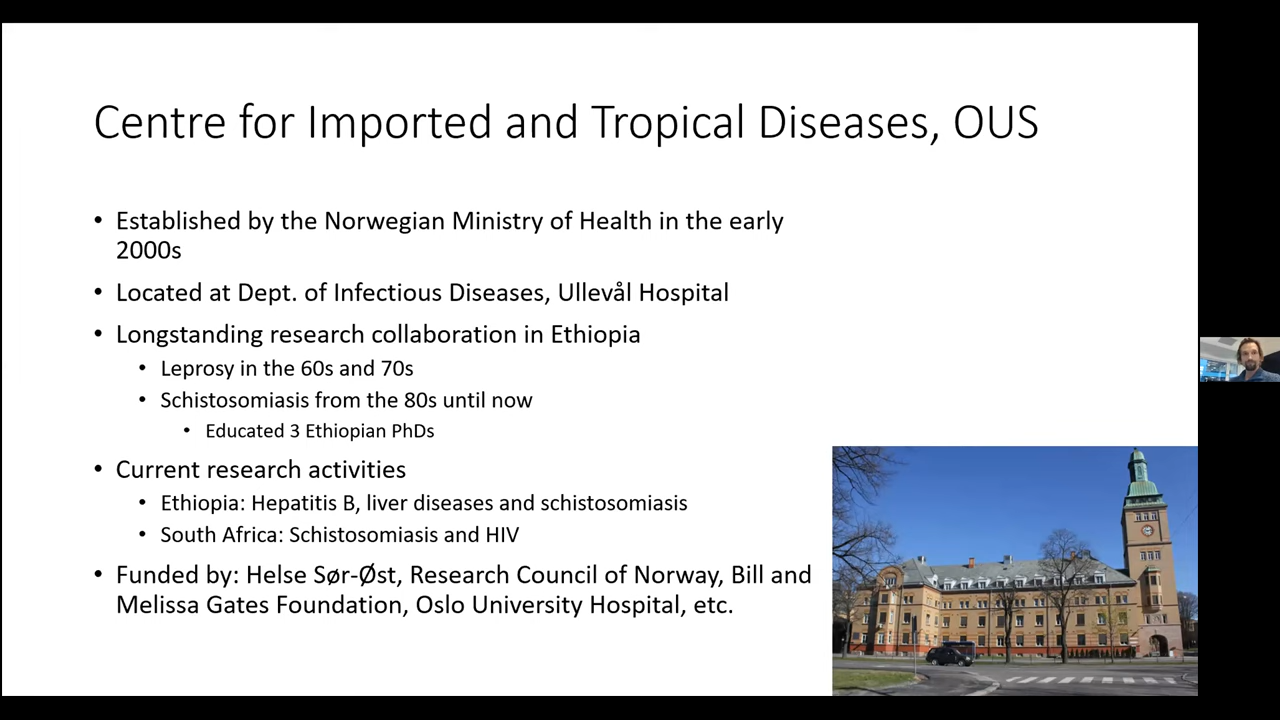 Centre for Imported and Tropical Diseases, OUS
• Established by the Norwegian Ministry of Health in the early
2000s
• Located at Dept. of Infectious Diseases, Ullevål Hospital
• Longstanding research collaboration in Ethiopia
• Leprosy in the 60s and 70s
• Schistosomiasis from the 80s until now
• Educated 3 Ethiopian PhDs
• Current research activities
• Ethiopia: Hepatitis B, liver diseases and schistosomiasis
• South Africa: Schistosomiasis and HIV
• Funded by: Helse Sør-Øst, Research Council of Norway, Bill and
Melissa Gates Foundation, Oslo University Hospital, etc.